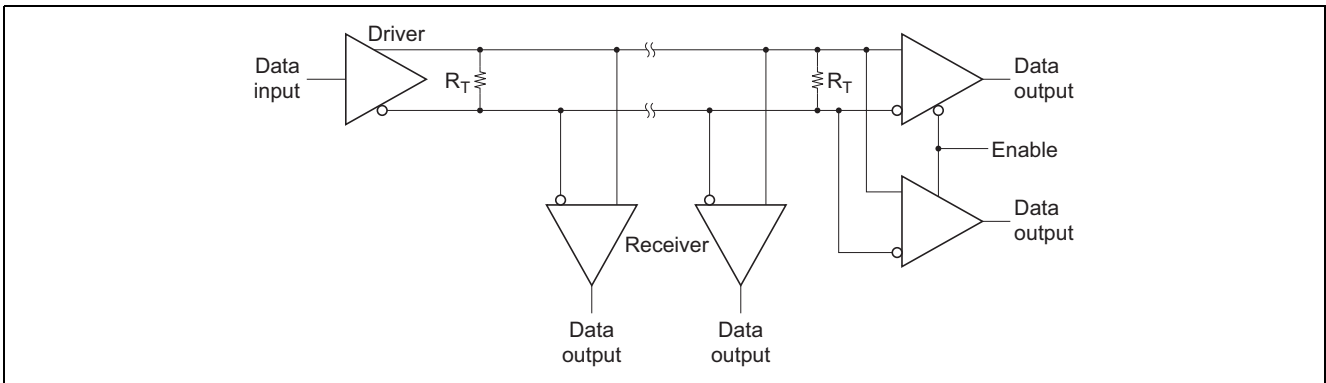 Driver
Data
input
R_T
R_T
Data
output
Enable
Data
output
Receiver
Data
output
Data
output